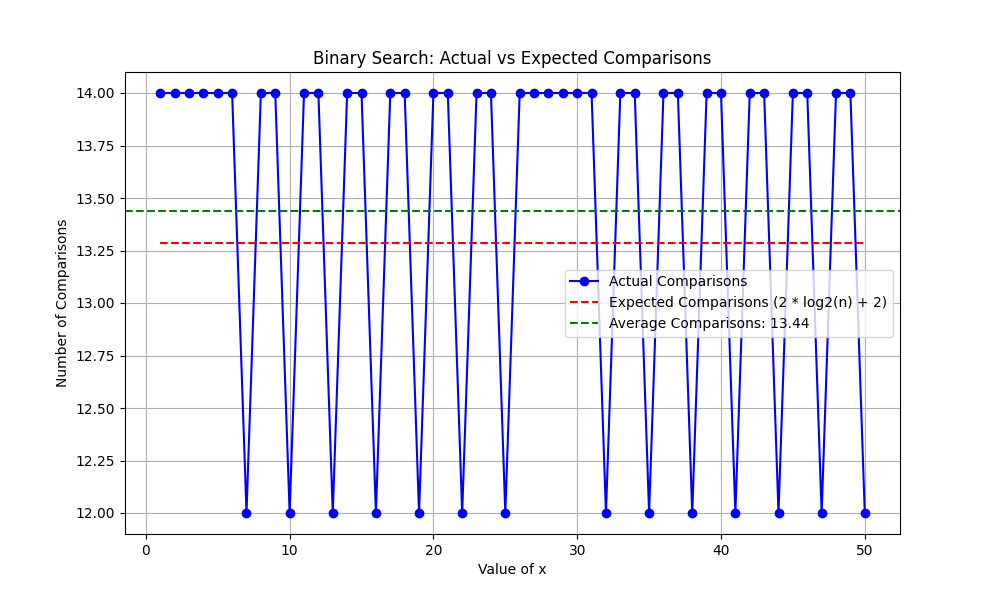 Binary Search: Actual vs Expected Comparisons
Number of Comparisons
14.00
13.75
13.50
13.25
13.00
12.75
12.50
12.25
12.00
Actual Comparisons
Expected Comparisons (2 * log2(n) + 2)
Average Comparisons: 13.44
0 10 20 30 40 50
Value of x